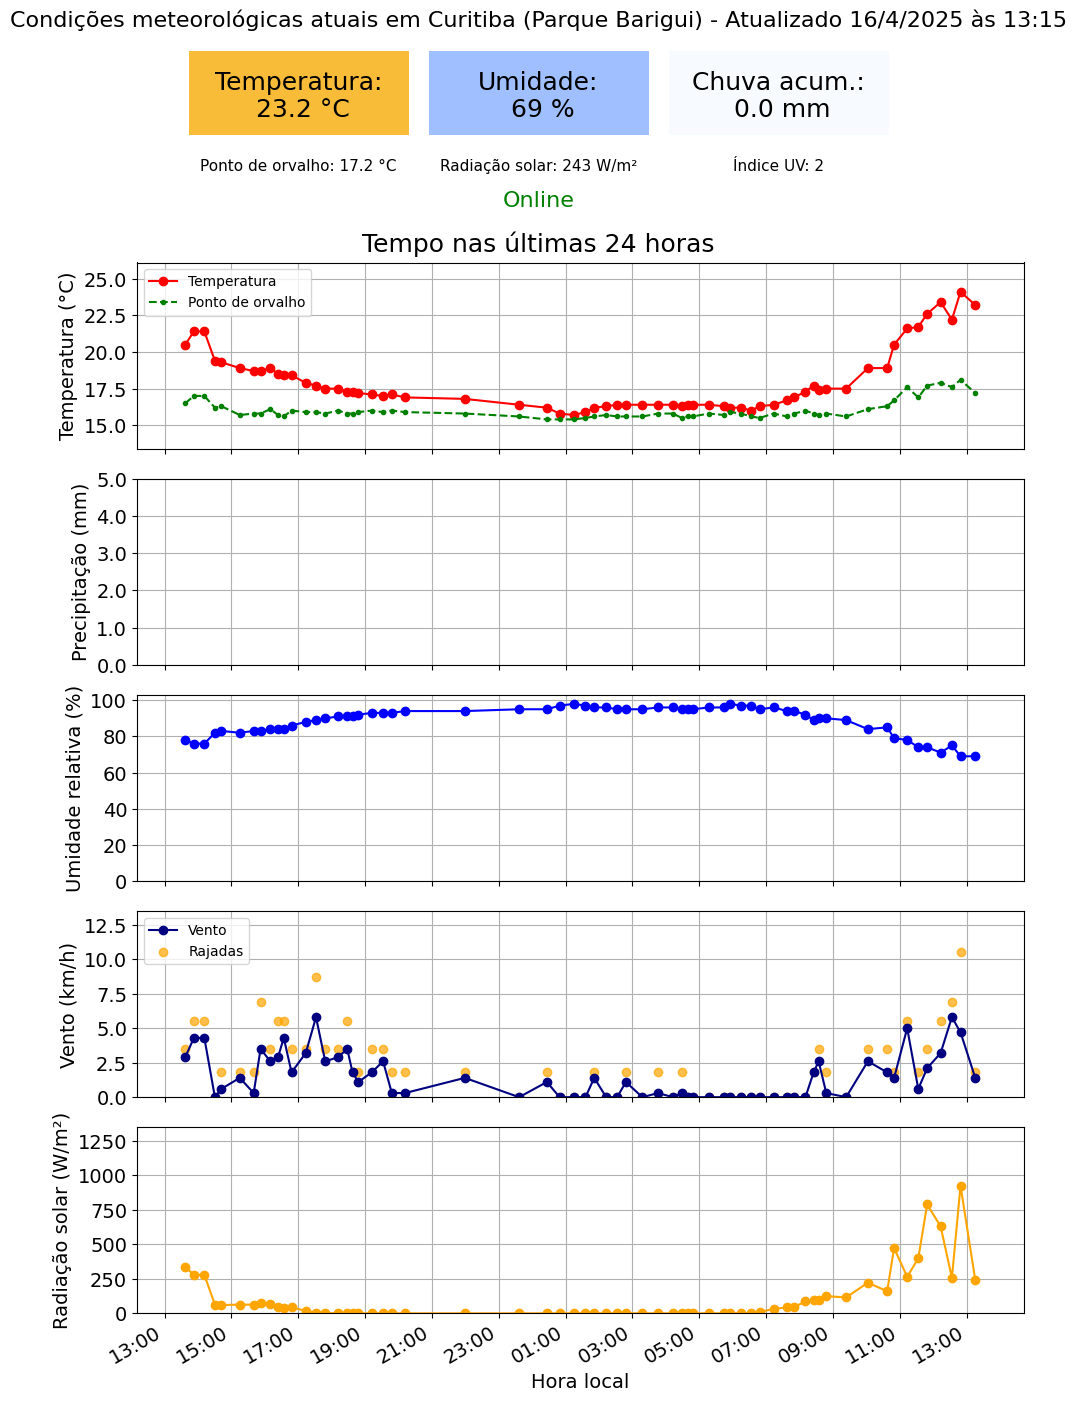 Condições meteorológicas atuais em Curitiba (Parque Barigui) - Atualizado 16/4/2025 às 13:15
Temperatura:
23.2 °C
Umidade:
69 %
Chuva acum.:
0.0 mm
Ponto de orvalho: 17.2 °C
Radiação solar: 243 W/m²
Índice UV: 2
Online
Tempo nas últimas 24 horas
Temperatura (°C)
25.0
22.5
20.0
17.5
15.0
Temperatura
Ponto de orvalho
Precipitação (mm)
5.0
4.0
3.0
2.0
1.0
0.0
Umidade relativa (%)
100
80
60
40
20
0
Vento (km/h)
12.5
10.0
7.5
5.0
2.5
0.0
Vento
Rajadas
Radiação solar (W/m²)
1250
1000
750
500
250
0
13:00
15:00
17:00
19:00
21:00
23:00
01:00
03:00
05:00
07:00
09:00
11:00
13:00
Hora local